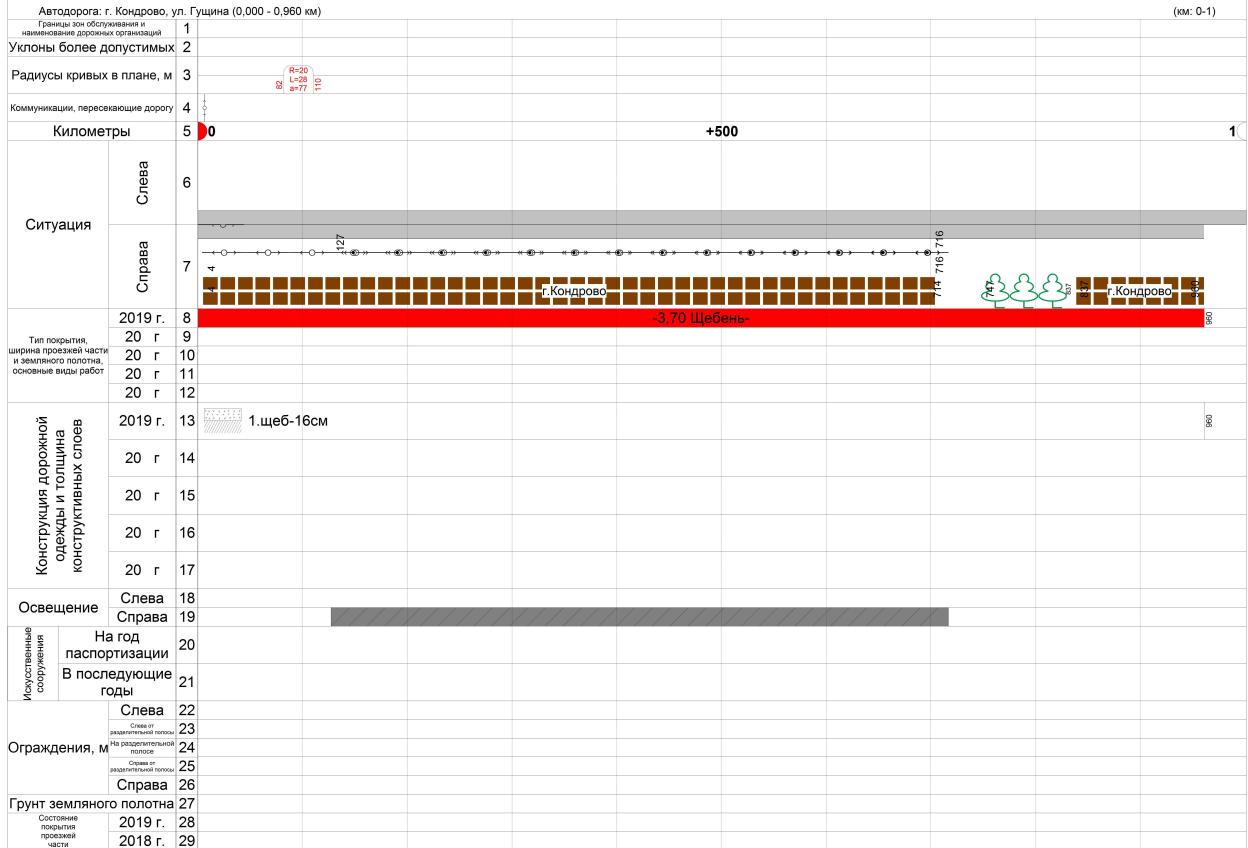 Автодорога: г. Кондрово, ул. Гущина (0,000 - 0,960 км)
(км: 0-1)
Границы зон обслуживания и
наименование дорожных организаций
1
Уклоны более допустимых
2
Радиусы кривых в плане, м
3
82
R=20
L=28
a=77
110
Коммуникации, пересекающие дорогу
4
Километры
5
0
+500
1
Ситуация
Слева
6
Справа
7
127
716
716
4
4
г.Кондрово
714
747
837
837
г.Кондрово
960
Тип покрытия,
ширина проезжей части
и земляного полотна,
основные виды работ
2019 г.
8
-3,70 Щебень-
960
20 г
9
20 г
10
20 г
11
20 г
12
Конструкция дорожной
одежды и толщина
конструктивных слоев
2019 г.
13
1.щеб-16см
960
20 г
14
20 г
15
20 г
16
20 г
17
Освещение
Слева
18
Справа
19
Искусственные
сооружения
На год
паспортизации
20
В последующие
годы
21
Ограждения, м
Слева
22
Слева от
разделительной полосы
23
На разделительной
полосе
24
Справа от
разделительной полосы
25
Справа
26
Грунт земляного полотна
27
Состояние
покрытия
проезжей
части
2019 г.
28
2018 г.
29